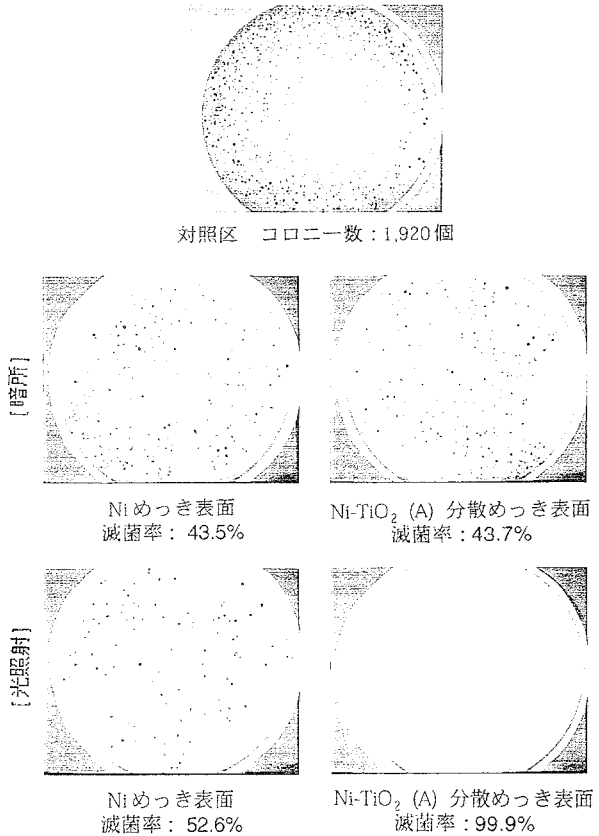 対照区 コロニー数：1,920個
[暗所]
Niめっき表面
滅菌率： 43.5%
Ni-TiO₂ (A) 分散めっき表面
滅菌率：43.7%
[光照射]
Niめっき表面
滅菌率： 52.6%
Ni-TiO₂ (A) 分散めっき表面
滅菌率：99.9%